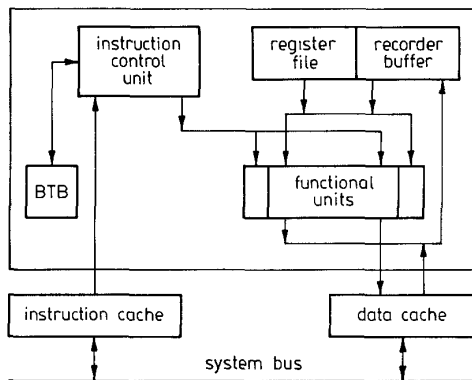 instruction
control
unit
register
file
recorder
buffer
BTB
functional
units
instruction cache
data cache
system bus